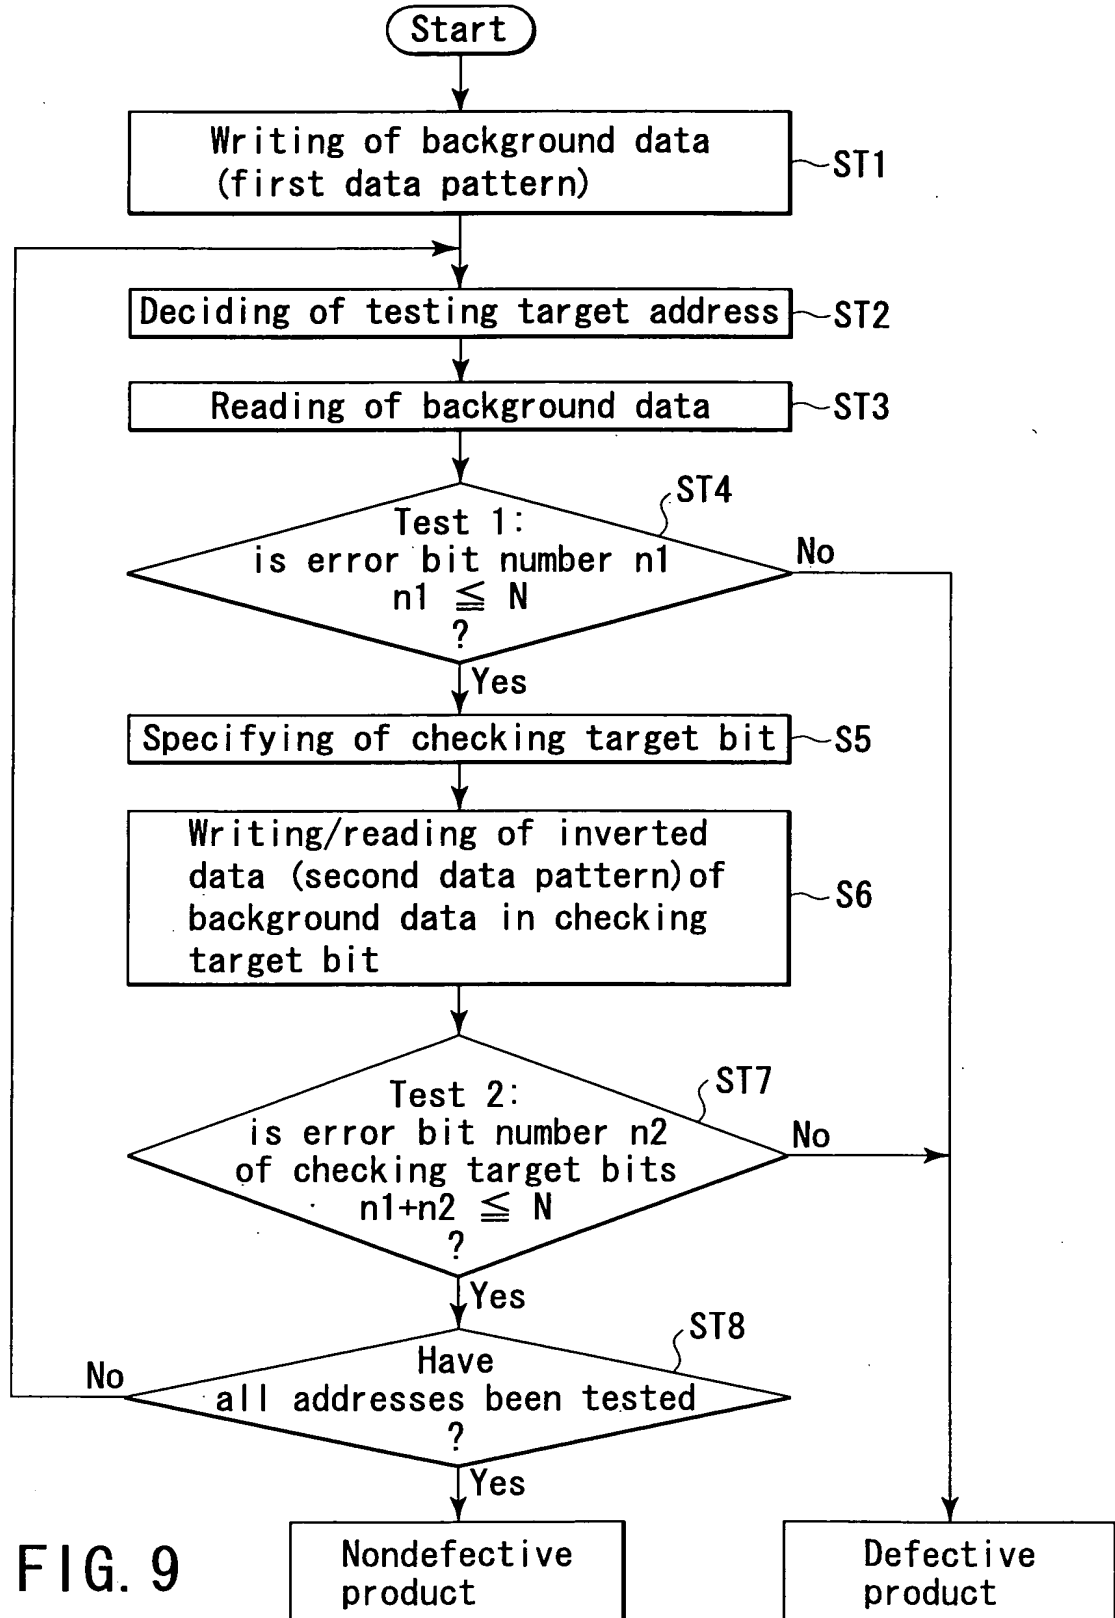 Start
Writing of background data
(first data pattern)
ST1
Deciding of testing target address
ST2
Reading of background data
ST3
ST4
Test 1:
is error bit number n1
n1 ≦ N
?
No
Yes
Specifying of checking target bit
S5
Writing/reading of inverted
data (second data pattern) of
background data in checking
target bit
S6
ST7
Test 2:
is error bit number n2
of checking target bits
n1+n2 ≦ N
?
No
Yes
ST8
Have
all addresses been tested
?
No
Yes
Nondefective
product
Defective
product
FIG. 9